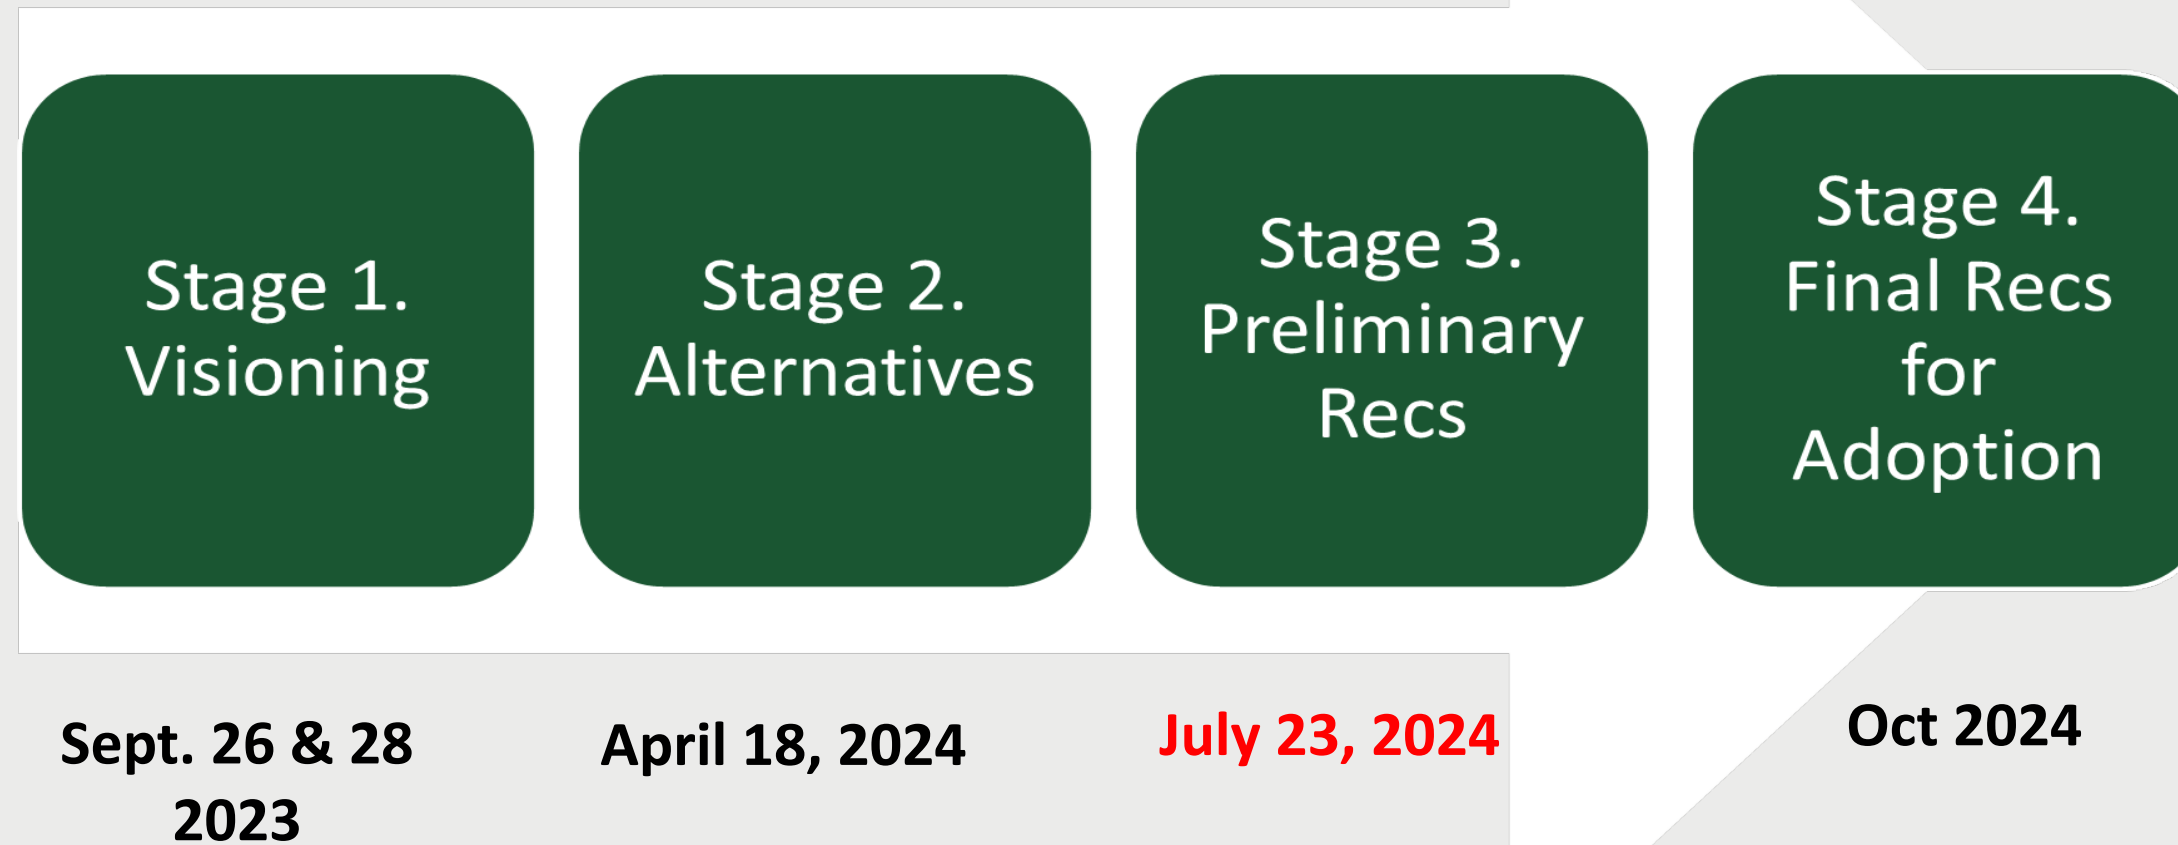 Stage 1.
Visioning
Stage 2.
Alternatives
Stage 3.
Preliminary
Recs
Stage 4.
Final Recs
for
Adoption
Sept. 26 & 28
2023
April 18, 2024
July 23, 2024
Oct 2024